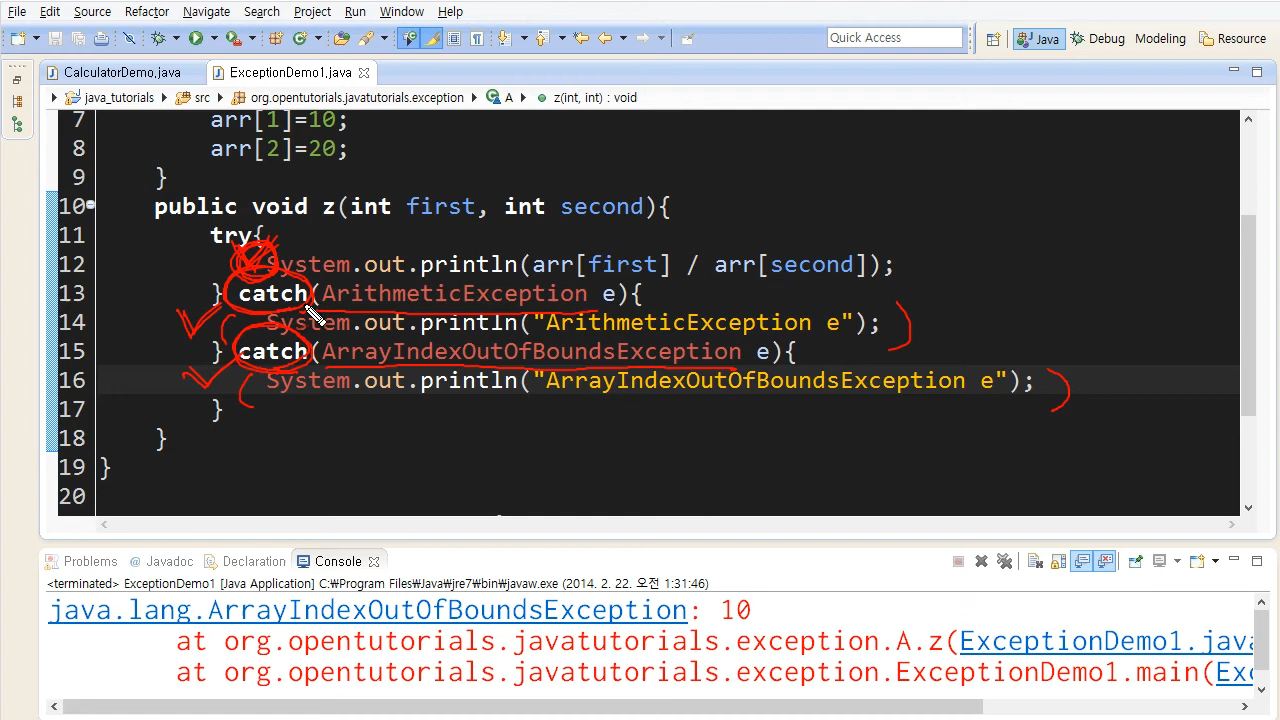 File Edit Source Refactor Navigate Search Project Run Window Help
Quick Access Java Debug Modeling Resource
CalculatorDemo.java ExceptionDemo1.java
java_tutorials src org.opentutorials.javatutorials.exception A z(int, int) : void
7 arr[1]=10;
8 arr[2]=20;
9 }
10 public void z(int first, int second){
11 try{
12 System.out.println(arr[first] / arr[second]);
13 } catch(ArithmeticException e){
14 System.out.println("ArithmeticException e");
15 } catch(ArrayIndexOutOfBoundsException e){
16 System.out.println("ArrayIndexOutOfBoundsException e");
17 }
18 }
19 }
20
Problems @ Javadoc Declaration Console
<terminated> ExceptionDemo1 [Java Application] C:₩Program Files₩Java₩jre7₩bin₩javaw.exe (2014. 2. 22. 오전 1:31:46)
java.lang.ArrayIndexOutOfBoundsException: 10
at org.opentutorials.javatutorials.exception.A.z(ExceptionDemo1.java
at org.opentutorials.javatutorials.exception.ExceptionDemo1.main(Exc